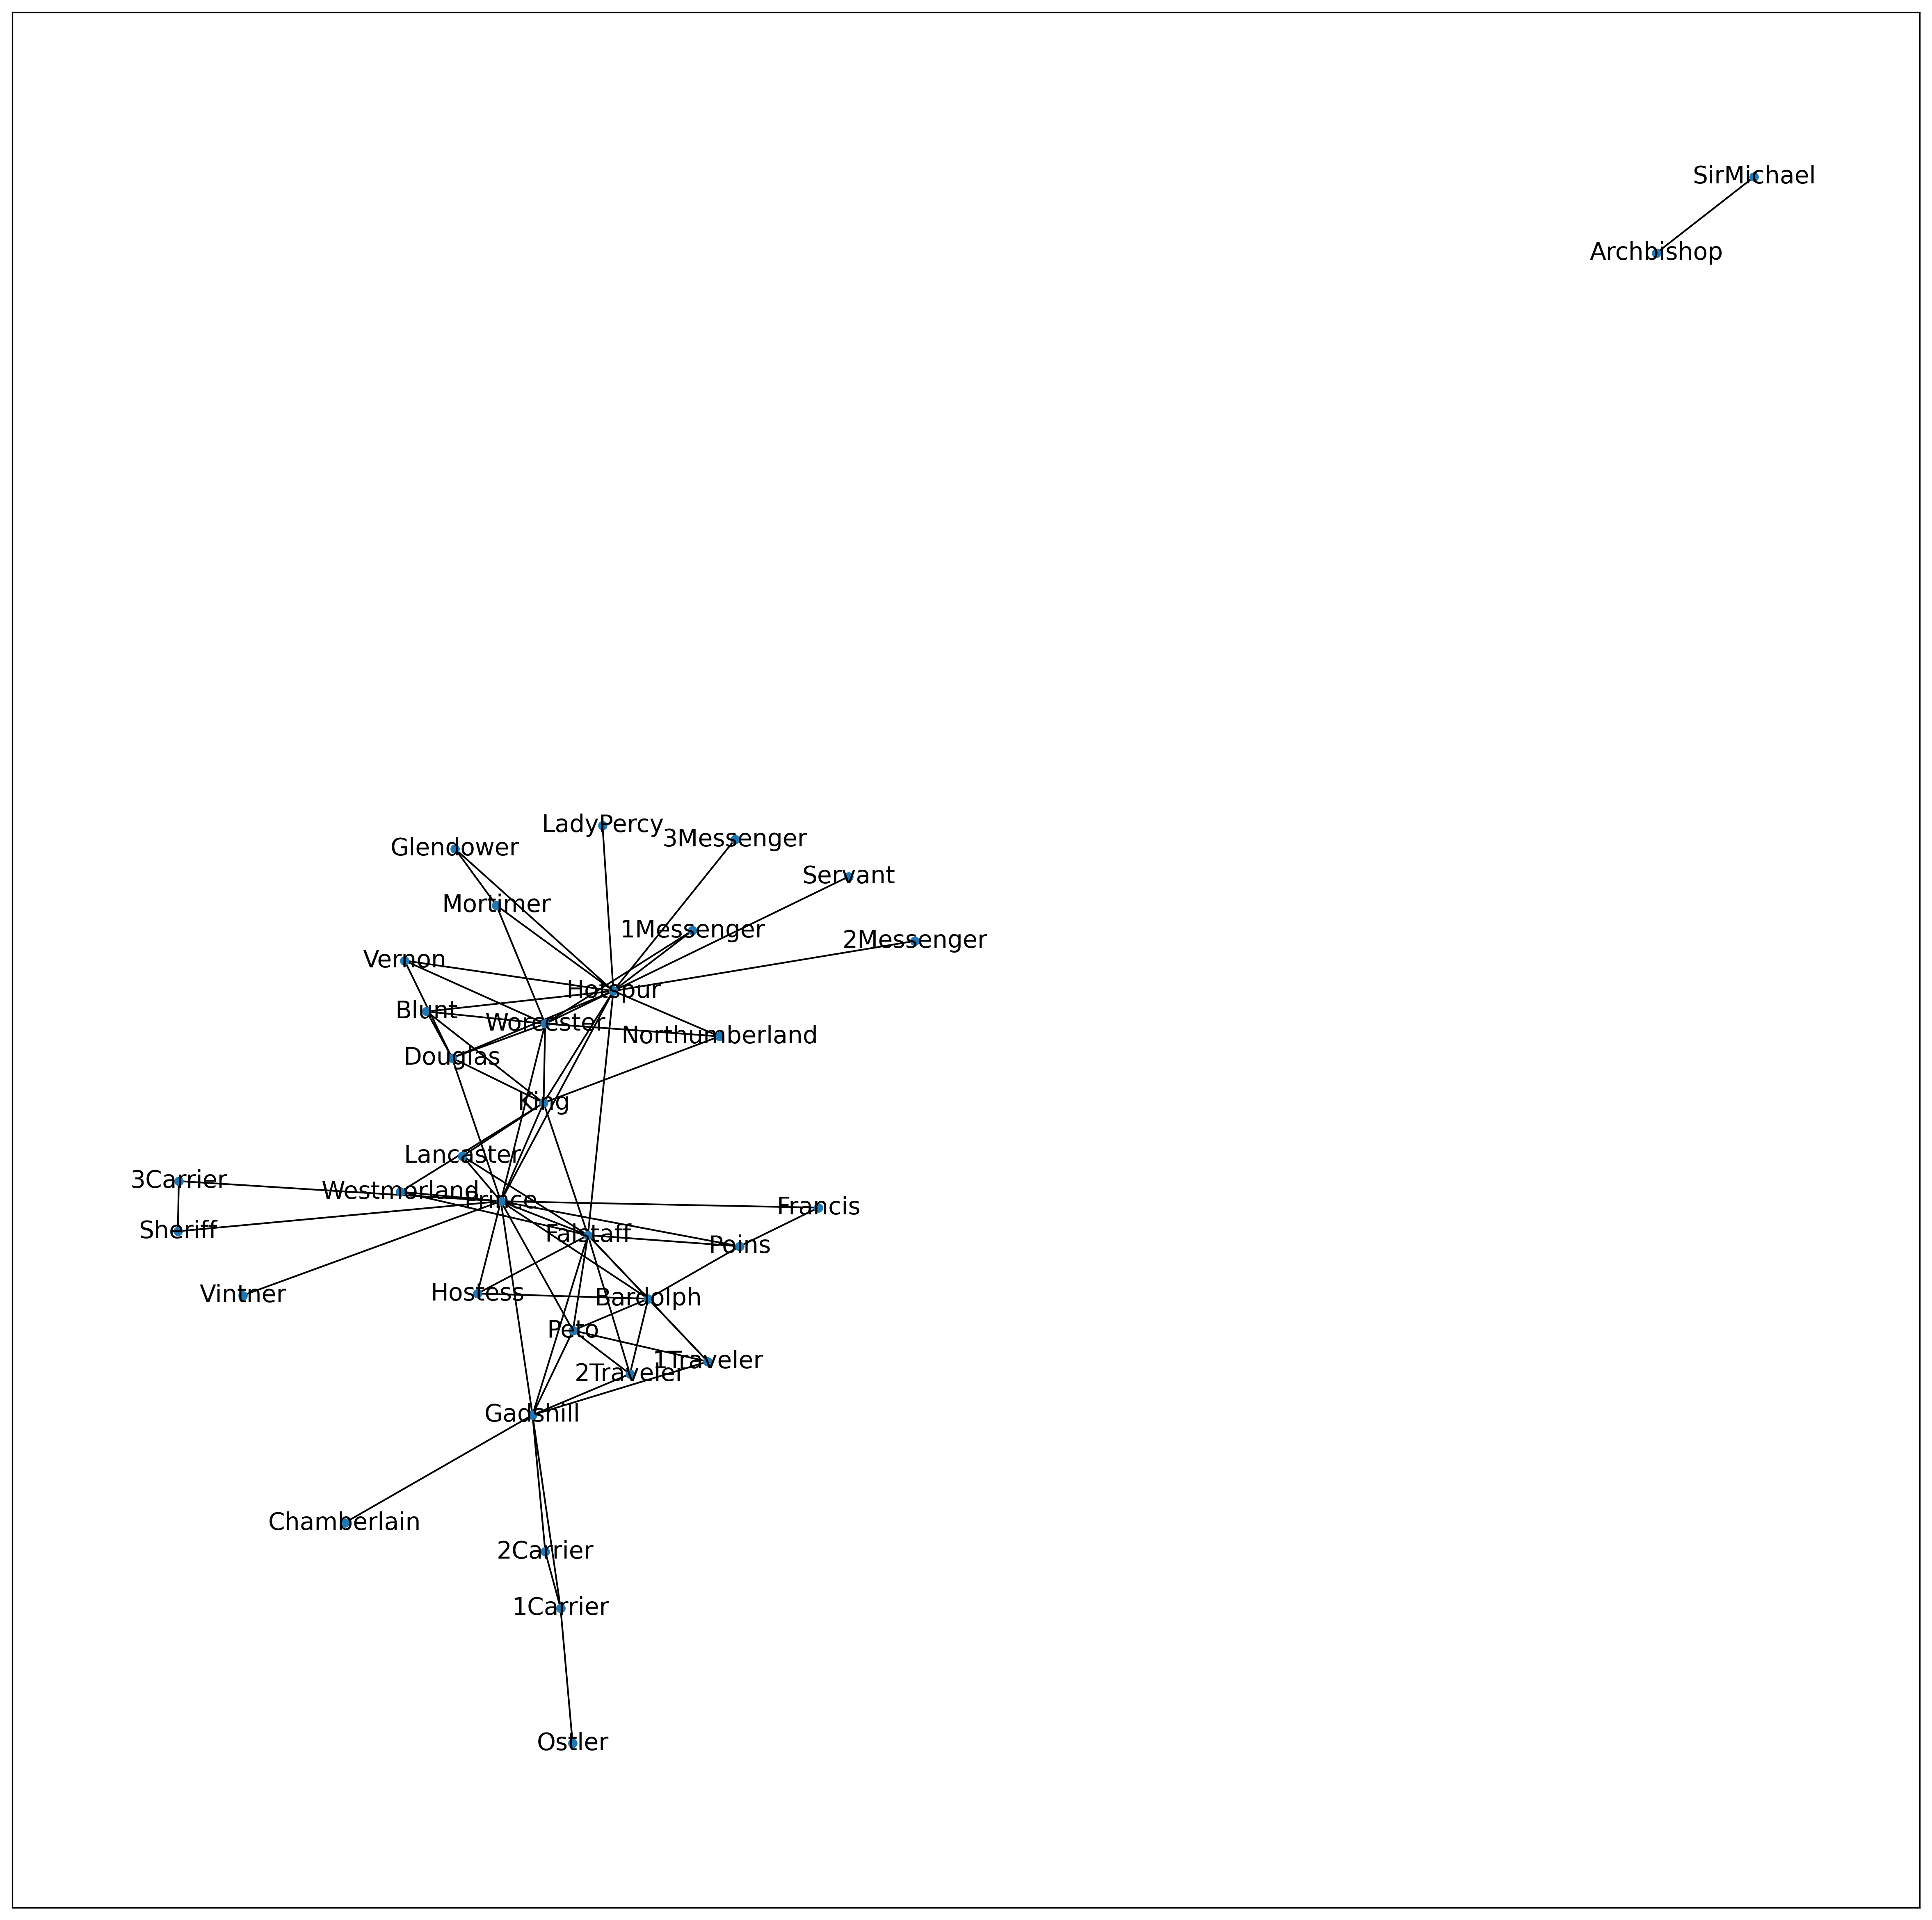 SirMichael
Archbishop
LadyPercy
3Messenger
Glendower
Servant
Mortimer
1Messenger
2Messenger
Vernon
Hotspur
Blunt
Worcester
Northumberland
Douglas
King
Lancaster
3Carrier
Westmorland
Prince
Francis
Sheriff
Falstaff
Poins
Vintner
Hostess
Bardolph
Peto
1Traveler
2Traveler
Gadshill
Chamberlain
2Carrier
1Carrier
Ostler